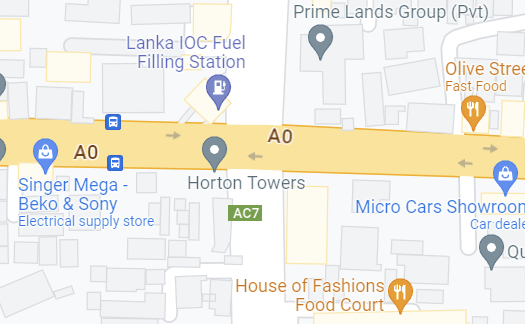 Prime Lands Group (Pvt)
Lanka IOC Fuel
Filling Station
Olive Stree
Fast Food
A0
A0
Singer Mega -
Beko & Sony
Electrical supply store
Horton Towers
Micro Cars Showroom
Car deale
AC7
Qu
House of Fashions
Food Court